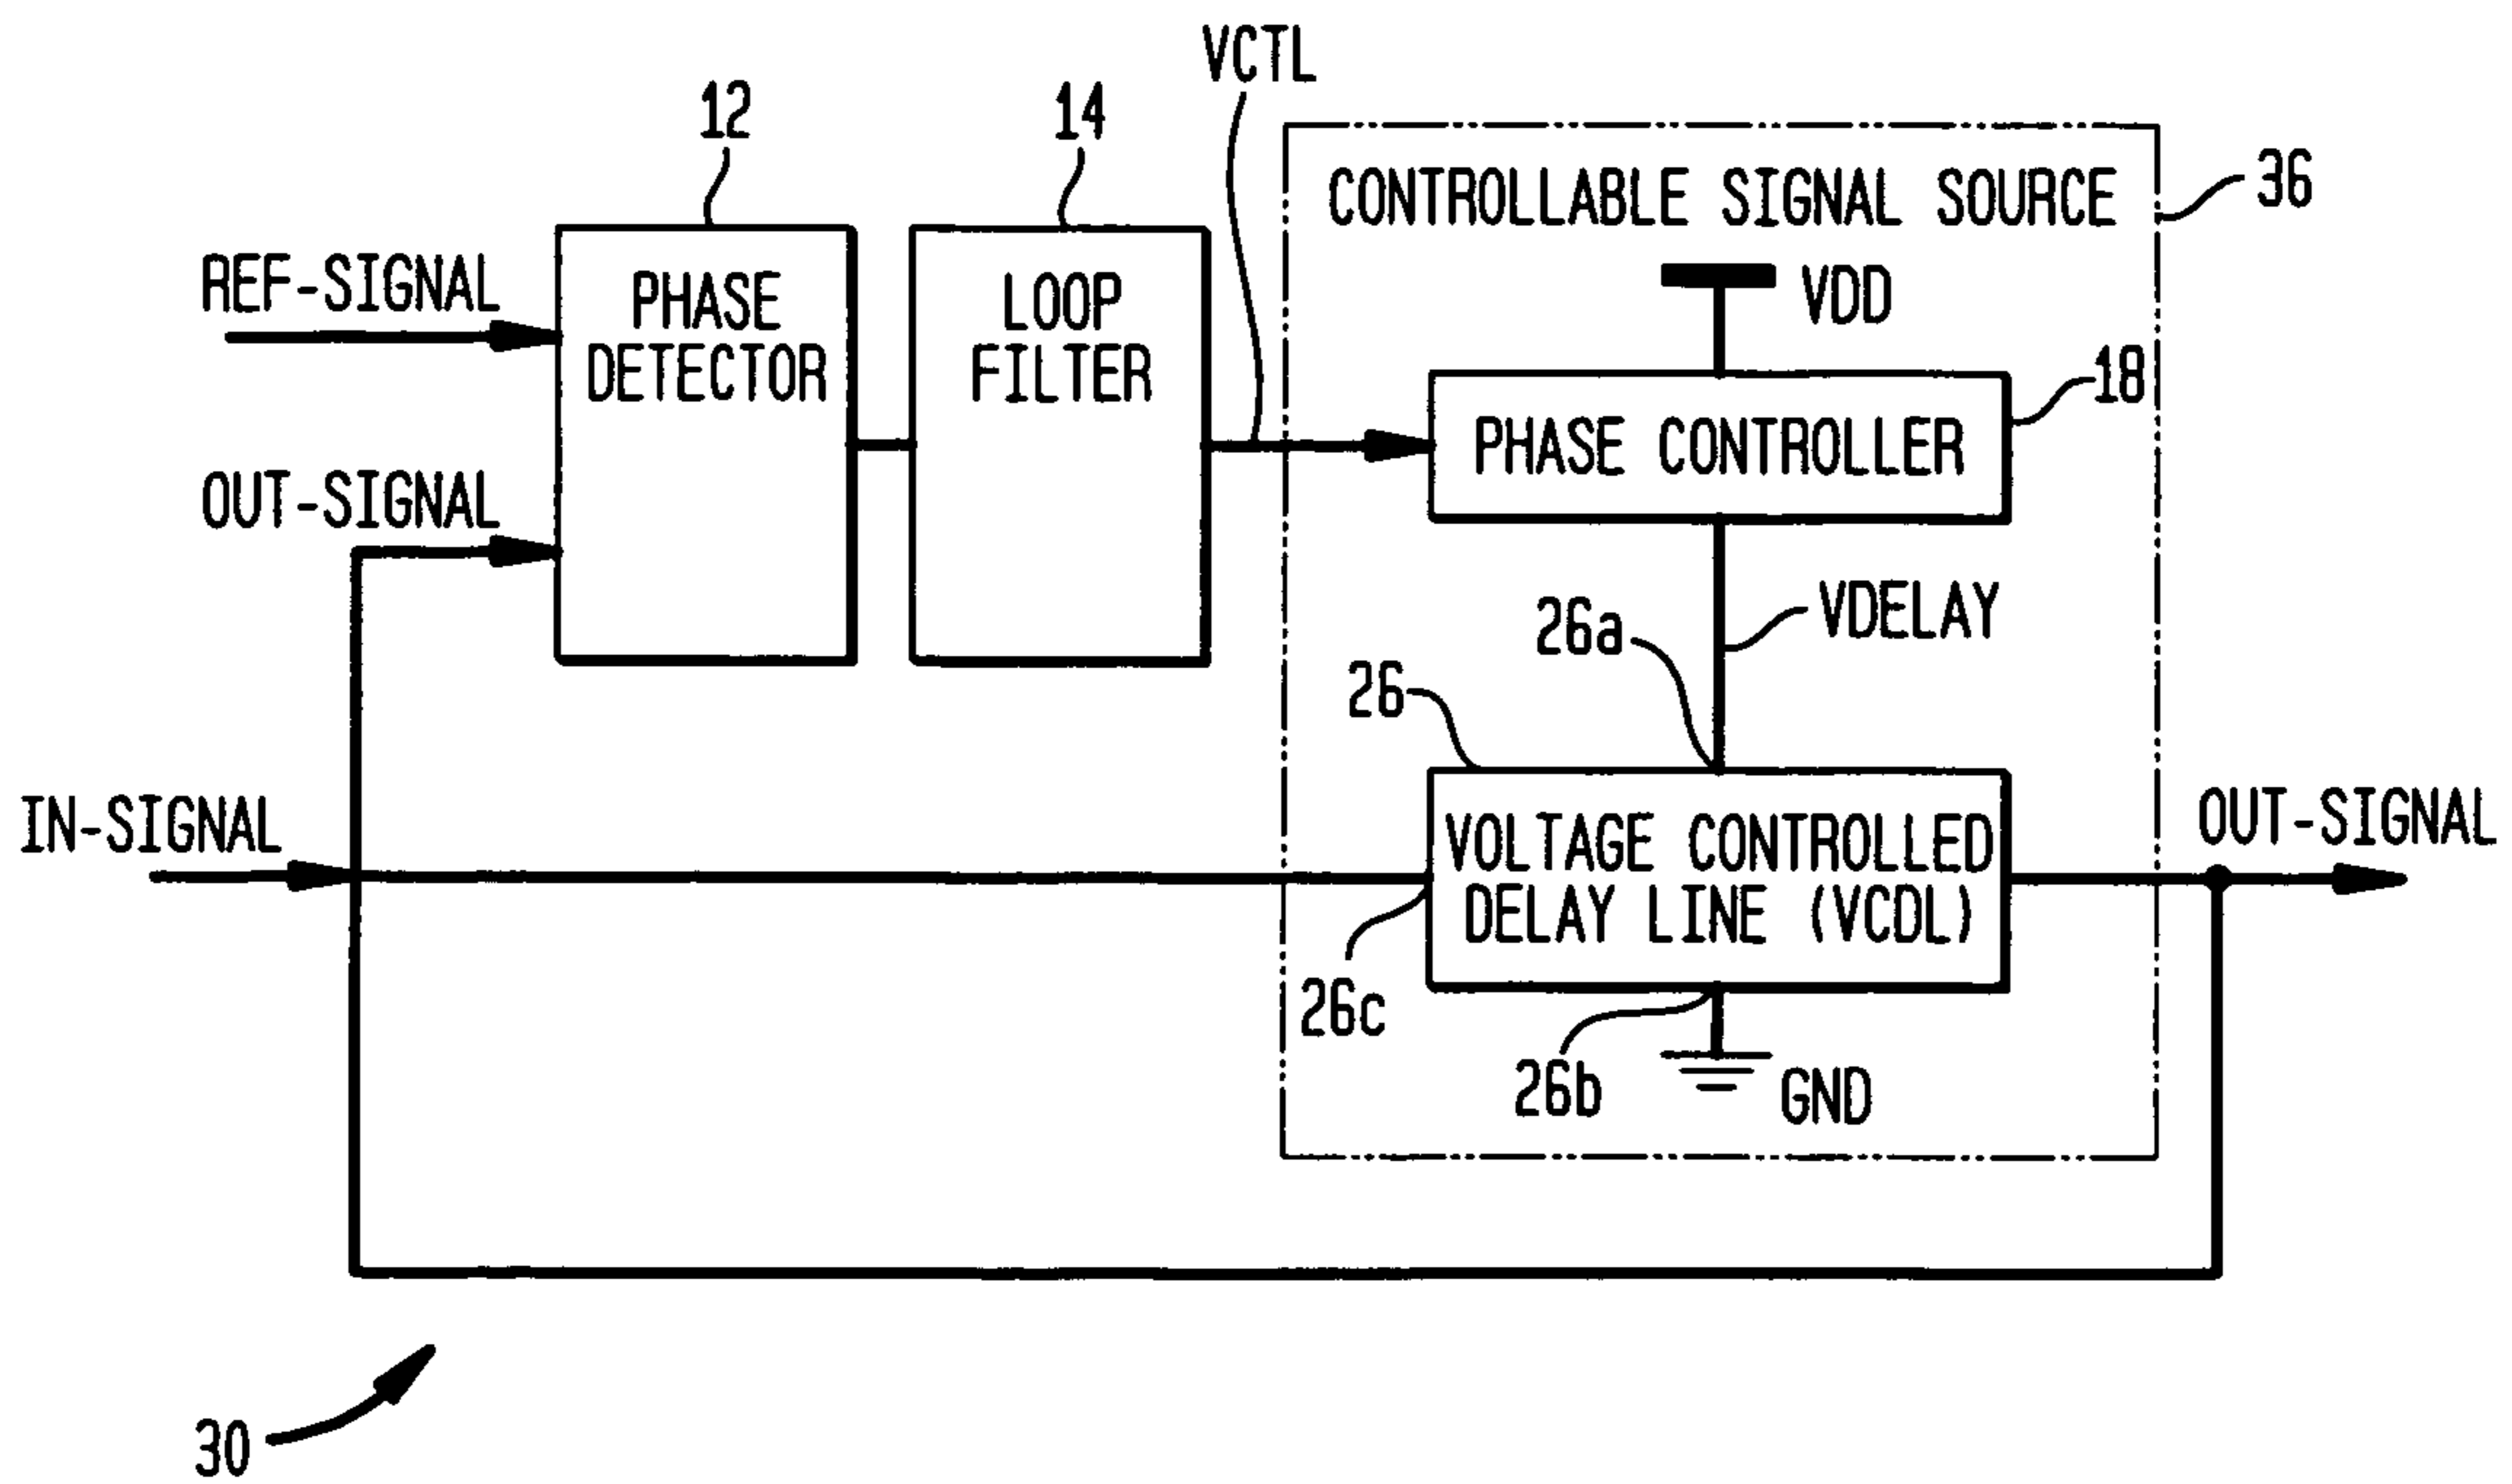 VCTL
12
14
CONTROLLABLE SIGNAL SOURCE
36
REF-SIGNAL
PHASE
DETECTOR
LOOP
FILTER
VDD
18
PHASE CONTROLLER
OUT-SIGNAL
VDELAY
26a
26
IN-SIGNAL
VOLTAGE CONTROLLED
DELAY LINE (VCDL)
OUT-SIGNAL
26c
26b
GND
30